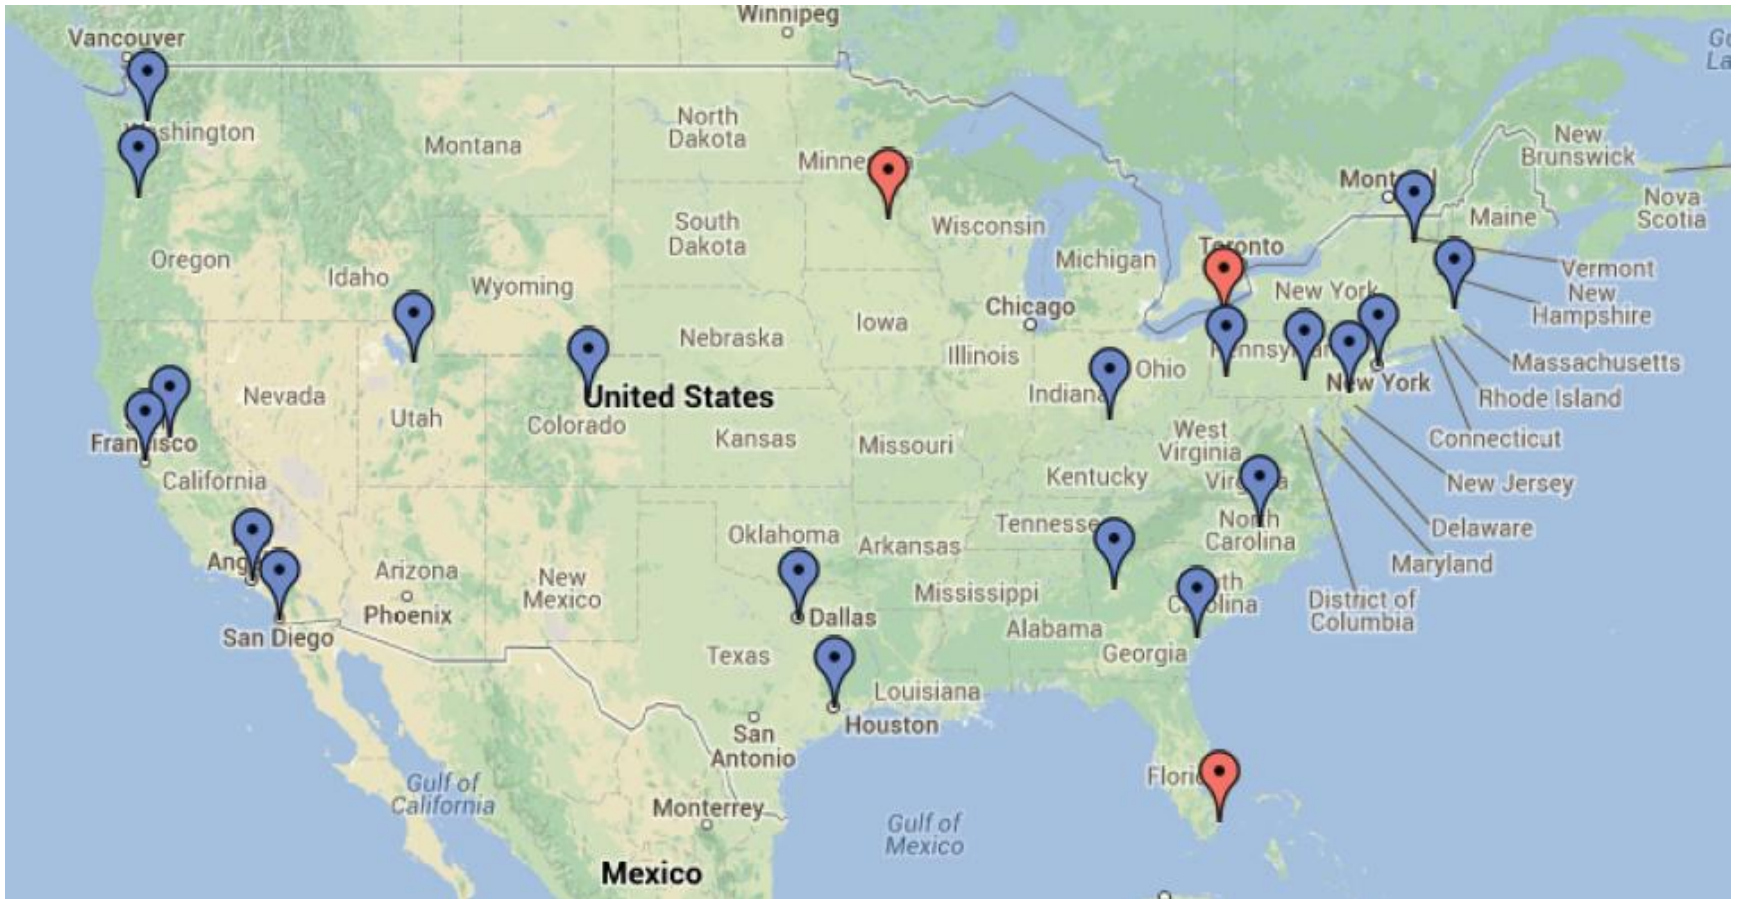 Winnipeg
Vancouver
Washington
North
Dakota
Montana
New
Brunswick
Nova
Scotia
Maine
Wisconsin
South
Dakota
Toronto
Michigan
Oregon
Idaho
Wyoming
Vermont
New
Hampshire
New York
Chicago
Iowa
Nebraska
Illinois
Ohio
Massachusetts
New York
Rhode Island
Indiana
Nevada
United States
Utah
Colorado
Kansas
Missouri
Connecticut
West
Virginia
Francisco
California
Kentucky
New Jersey
North
Carolina
Delaware
Oklahoma
Arkansas
Maryland
Arizona
New
Mexico
Mississippi
District of
Columbia
Phoenix
Dallas
San Diego
Alabama
Georgia
Texas
Louisiana
Houston
San
Antonio
Gulf of
California
Monterrey
Gulf of
Mexico
Mexico